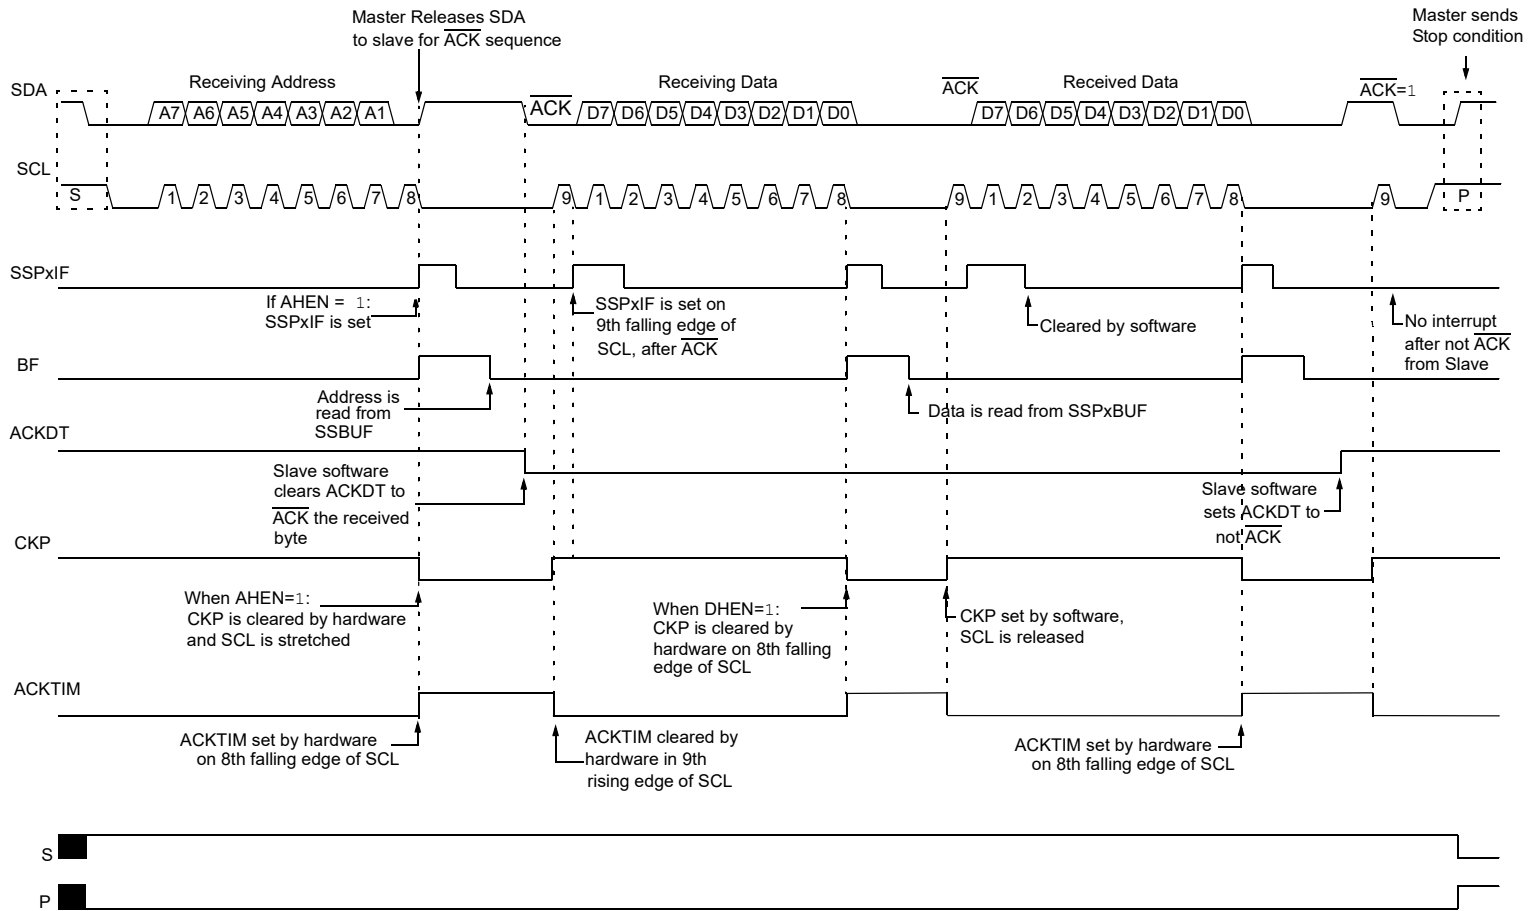 Master Releases SDA
to slave for ACK sequence
Master sends
Stop condition
SDA
Receiving Address
ACK
Receiving Data
ACK
Received Data
ACK=1
A7 A6 A5 A4 A3 A2 A1
D7 D6 D5 D4 D3 D2 D1 D0
D7 D6 D5 D4 D3 D2 D1 D0
SCL
S
1 2 3 4 5 6 7 8
9 1 2 3 4 5 6 7 8
9 1 2 3 4 5 6 7 8
9
P
SSPxIF
If AHEN = 1:
SSPxIF is set
SSPxIF is set on
9th falling edge of
SCL, after ACK
Cleared by software
No interrupt
after not ACK
from Slave
BF
Address is
read from
SSBUF
Data is read from SSPxBUF
ACKDT
Slave software
clears ACKDT to
ACK the received
byte
Slave software
sets ACKDT to
not ACK
CKP
When AHEN=1:
CKP is cleared by hardware
and SCL is stretched
When DHEN=1:
CKP is cleared by
hardware on 8th falling
edge of SCL
CKP set by software,
SCL is released
ACKTIM
ACKTIM set by hardware
on 8th falling edge of SCL
ACKTIM cleared by
hardware in 9th
rising edge of SCL
ACKTIM set by hardware
on 8th falling edge of SCL
S
P